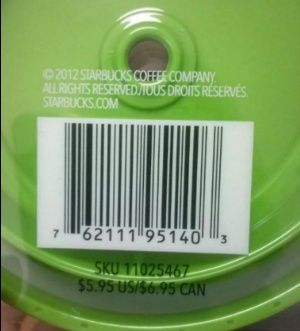 © 2012 STARBUCKS COFFEE COMPANY.
ALL RIGHTS RESERVED./TOUS DROITS RÉSERVÉS.
STARBUCKS.COM
7 62111 95140 3
SKU 11025467
$5.95 US/$6.95 CAN